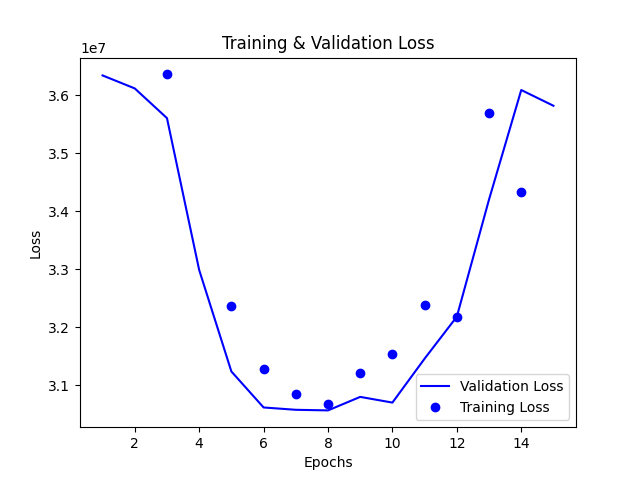 Training & Validation Loss
1e7
3.6
3.5
3.4
3.3
3.2
3.1
Loss
2 4 6 8 10 12 14
Epochs
Validation Loss
Training Loss